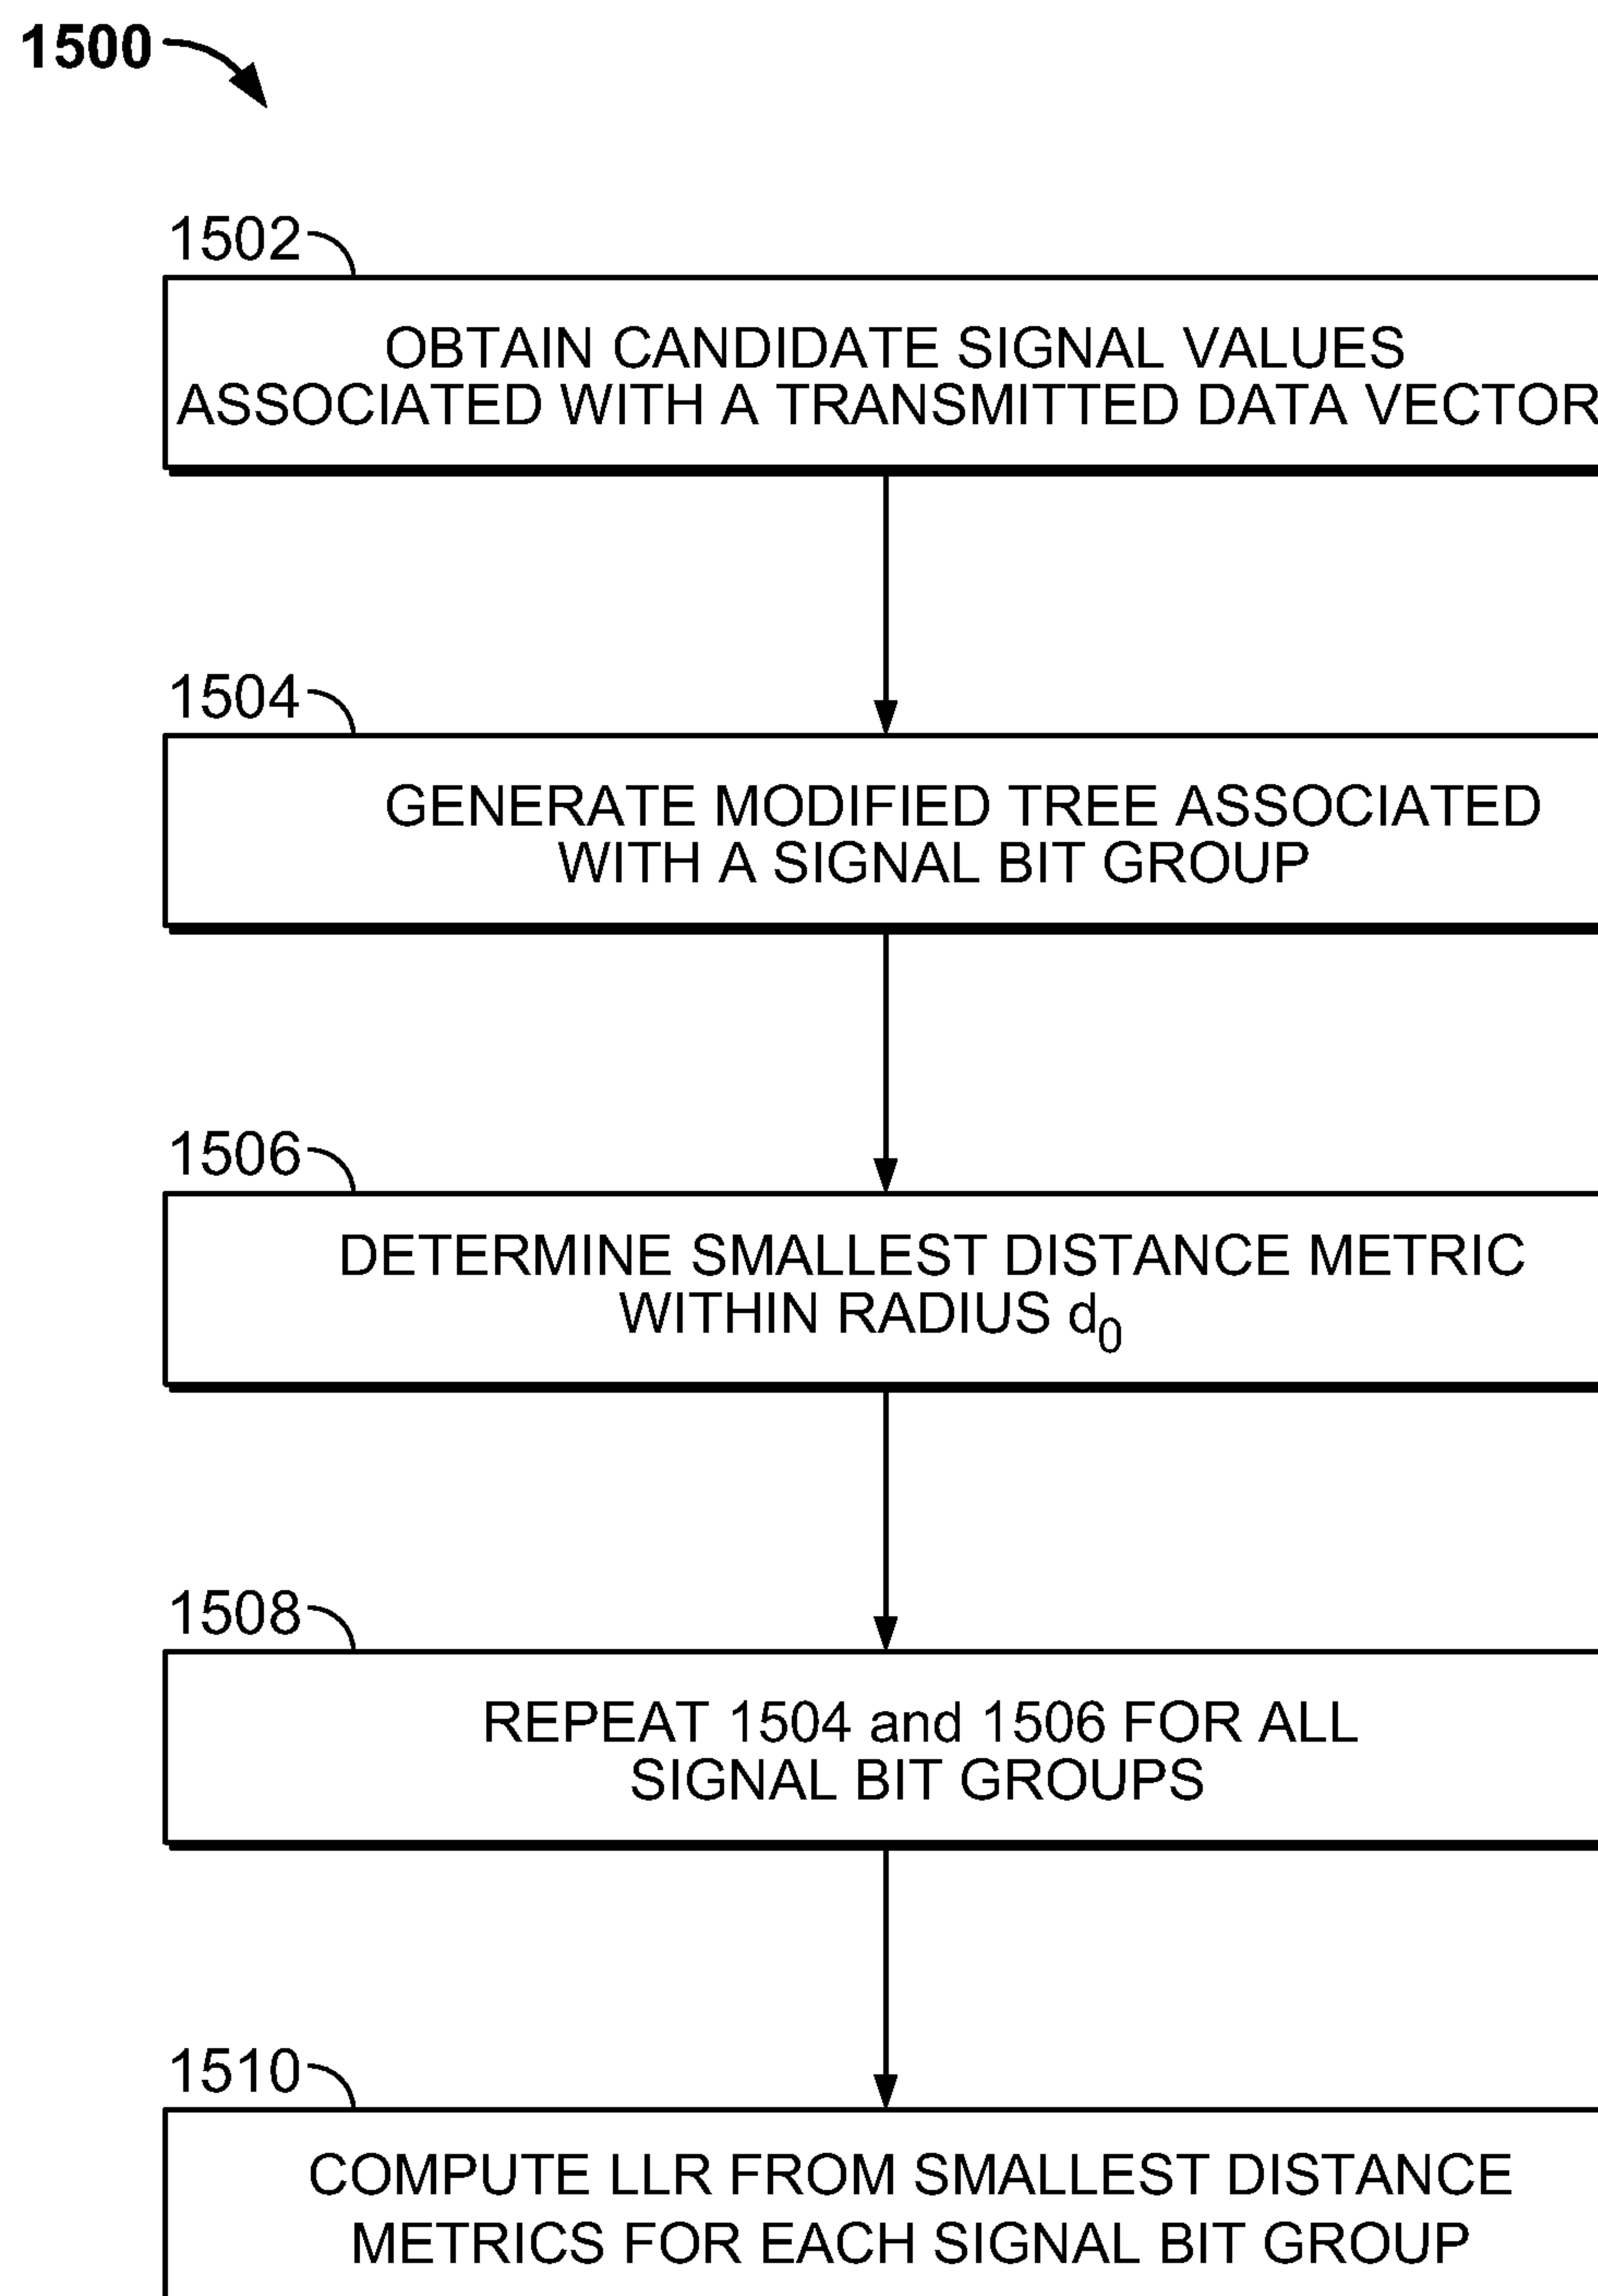 1500
1502
OBTAIN CANDIDATE SIGNAL VALUES
ASSOCIATED WITH A TRANSMITTED DATA VECTOR
1504
GENERATE MODIFIED TREE ASSOCIATED
WITH A SIGNAL BIT GROUP
1506
DETERMINE SMALLEST DISTANCE METRIC
WITHIN RADIUS d0
1508
REPEAT 1504 and 1506 FOR ALL
SIGNAL BIT GROUPS
1510
COMPUTE LLR FROM SMALLEST DISTANCE
METRICS FOR EACH SIGNAL BIT GROUP